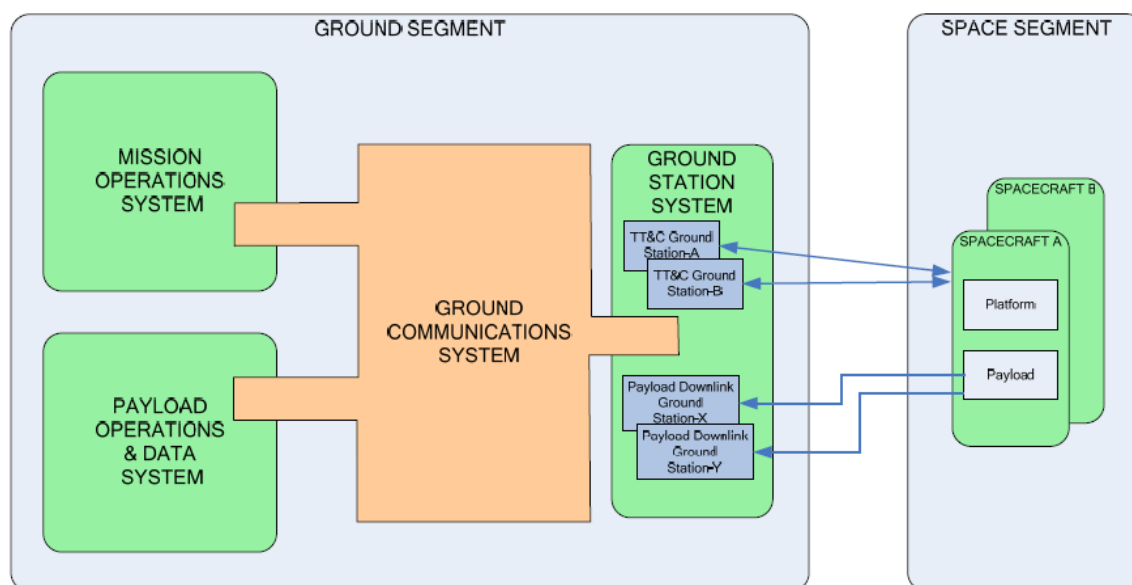 GROUND SEGMENT
SPACE SEGMENT
MISSION
OPERATIONS
SYSTEM
PAYLOAD
OPERATIONS
& DATA
SYSTEM
GROUND
COMMUNICATIONS
SYSTEM
GROUND
STATION
SYSTEM
TT&C Ground
Station-A
TT&C Ground
Station-B
Payload Downlink
Ground
Station-X
Payload Downlink
Ground
Station-Y
SPACECRAFT B
SPACECRAFT A
Platform
Payload